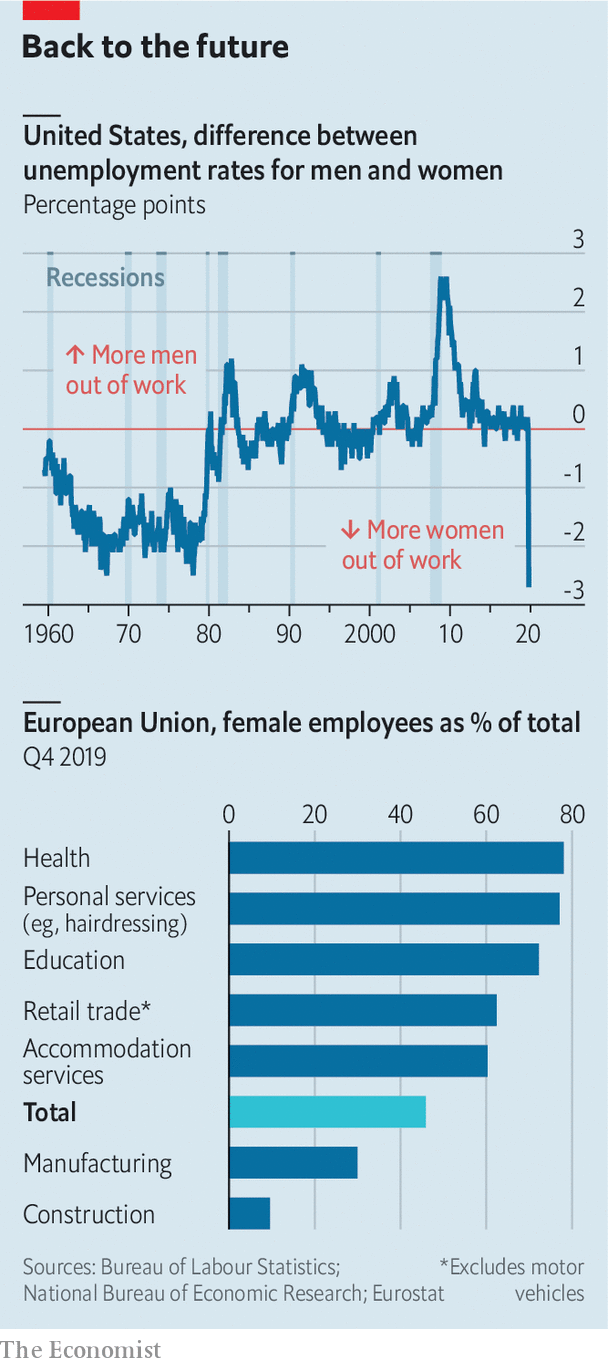 Back to the future
United States, difference between
unemployment rates for men and women
Percentage points
3
Recessions
2
↑ More men
out of work
1
0
-1
↓ More women
out of work
-2
-3
1960 70 80 90 2000 10 20
European Union, female employees as % of total
Q4 2019
0 20 40 60 80
Health
Personal services
(eg, hairdressing)
Education
Retail trade*
Accommodation
services
Total
Manufacturing
Construction
Sources: Bureau of Labour Statistics;
National Bureau of Economic Research; Eurostat
*Excludes motor
vehicles
The Economist